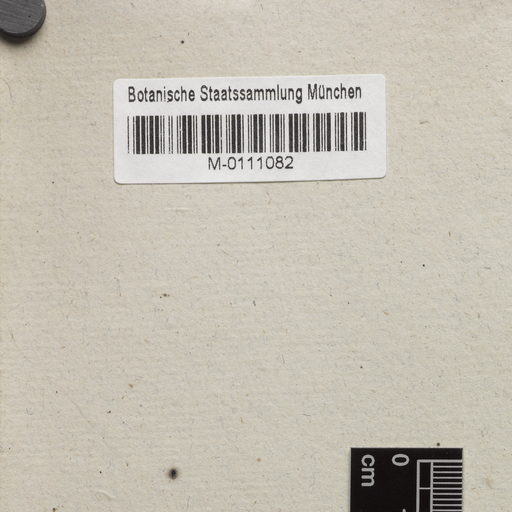 Botanische Staatssammlung München
M-0111082
0
cm